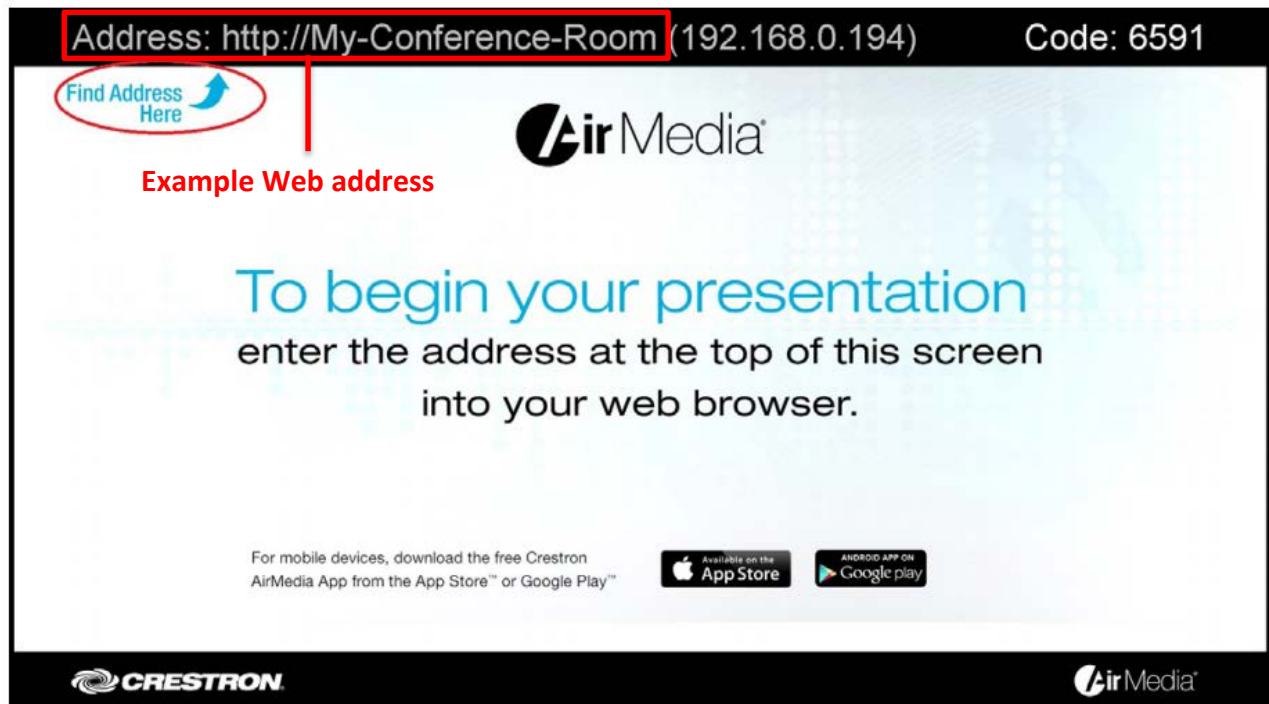 Address: http://My-Conference-Room (192.168.0.194) Code: 6591
Find Address
Here
AirMedia®
Example Web address
To begin your presentation
enter the address at the top of this screen
into your web browser.
For mobile devices, download the free Crestron
AirMedia App from the App Store™ or Google Play™
Available on the
App Store
ANDROID APP ON
Google play
CRESTRON.
AirMedia®